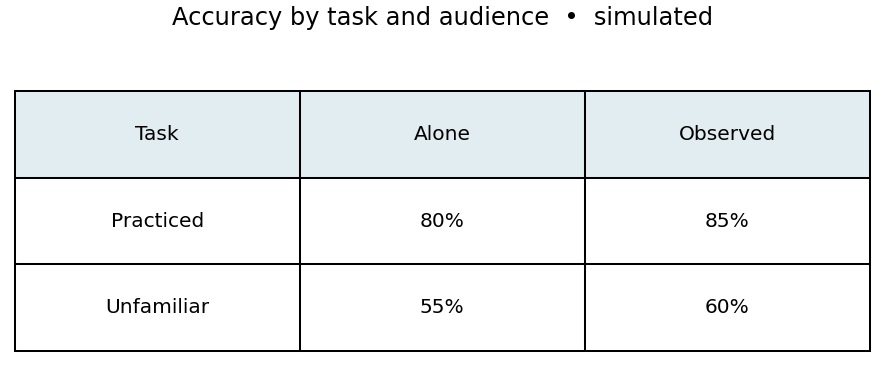 Accuracy by task and audience • simulated
Task Alone Observed
Practiced 80% 85%
Unfamiliar 55% 60%